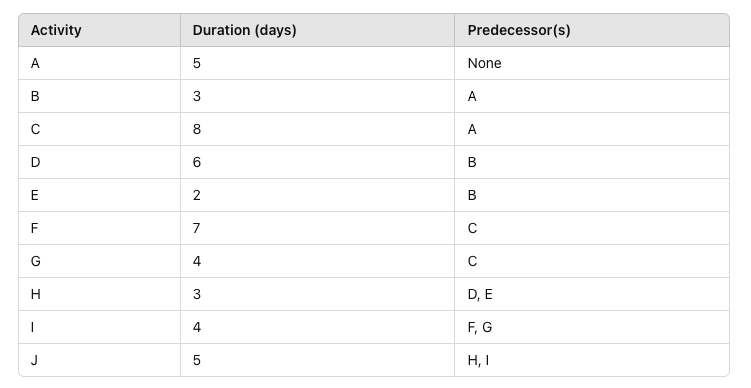 Activity Duration (days) Predecessor(s)
A 5 None
B 3 A
C 8 A
D 6 B
E 2 B
F 7 C
G 4 C
H 3 D, E
I 4 F, G
J 5 H, I